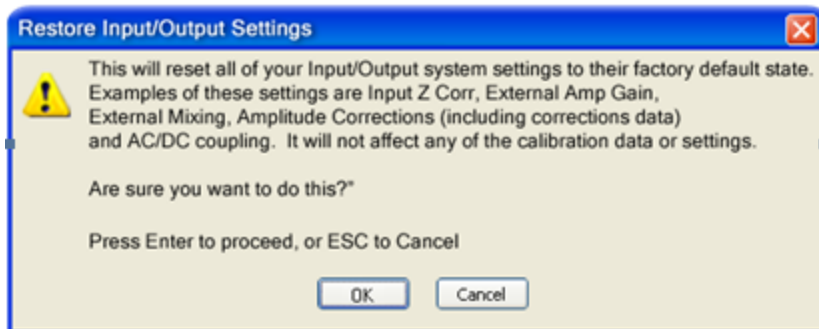 Restore Input/Output Settings
This will reset all of your Input/Output system settings to their factory default state.
Examples of these settings are Input Z Corr, External Amp Gain,
External Mixing, Amplitude Corrections (including corrections data)
and AC/DC coupling.  It will not affect any of the calibration data or settings.
Are sure you want to do this?"
Press Enter to proceed, or ESC to Cancel
OK Cancel